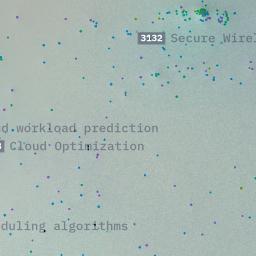 3132 Secure Wirel
d workload prediction
Cloud Optimization
duling algorithms